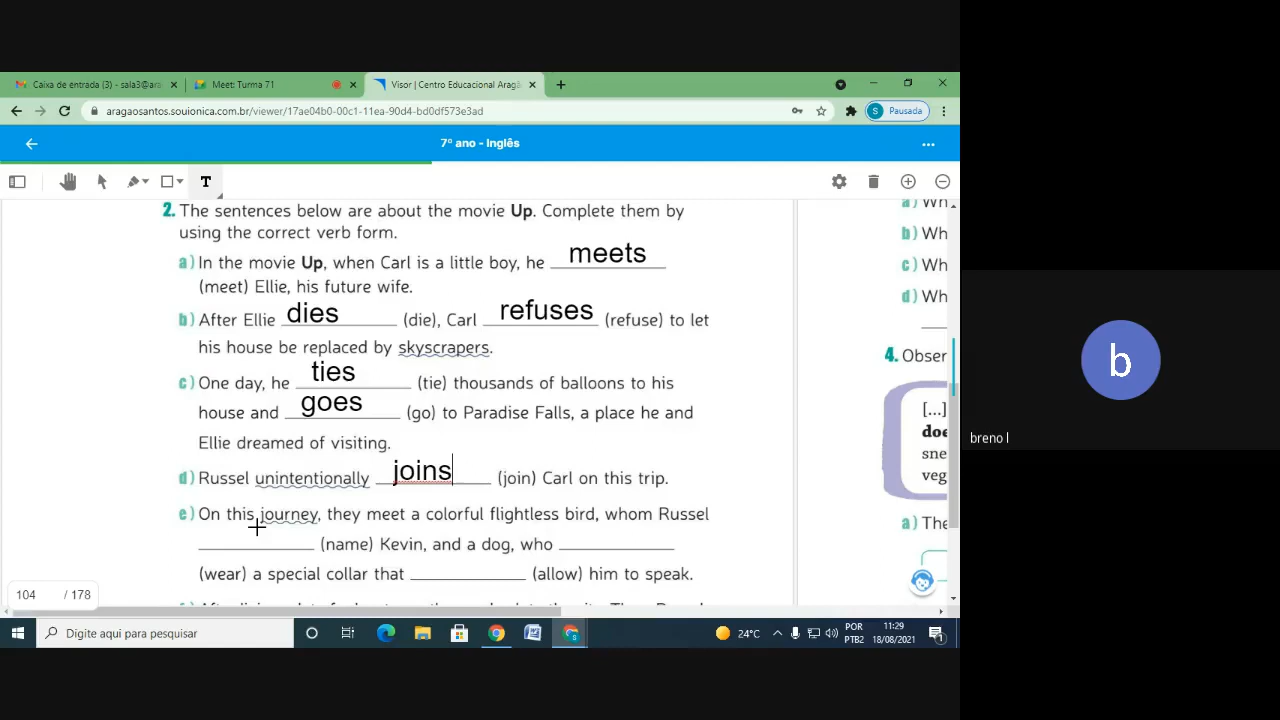 Caixa de entrada (3) - sala3@ara
Meet: Turma 71
Visor | Centro Educacional Aragã
aragaosantos.souionica.com.br/viewer/17ae04b0-00c1-11ea-90d4-bd0df573e3ad
S Pausada
7º ano - Inglês
T
2. The sentences below are about the movie Up. Complete them by
using the correct verb form.
a) In the movie Up, when Carl is a little boy, he meets
(meet) Ellie, his future wife.
b) After Ellie dies (die), Carl refuses (refuse) to let
his house be replaced by skyscrapers.
c) One day, he ties (tie) thousands of balloons to his
house and goes (go) to Paradise Falls, a place he and
Ellie dreamed of visiting.
d) Russel unintentionally joins (join) Carl on this trip.
e) On this journey, they meet a colorful flightless bird, whom Russel
(name) Kevin, and a dog, who
(wear) a special collar that (allow) him to speak.
b) Wh
c) Wh
d) Wh
4. Obser
[...]
doe
sne
veg
a) The
104 / 178
Digite aqui para pesquisar
24°C
POR
PTB2
11:29
18/08/2021
1
b
breno l